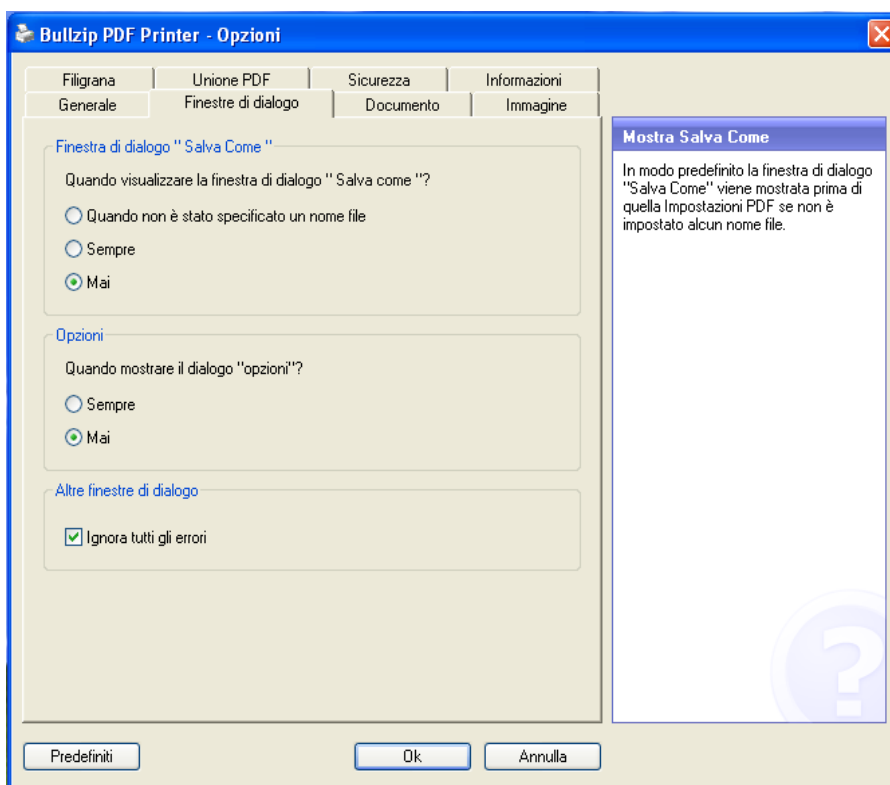 Bullzip PDF Printer - Opzioni
Filigrana
Unione PDF
Sicurezza
Informazioni
Generale
Finestre di dialogo
Documento
Immagine
Finestra di dialogo " Salva Come "
Quando visualizzare la finestra di dialogo " Salva come "?
Quando non è stato specificato un nome file
Sempre
Mai
Opzioni
Quando mostrare il dialogo "opzioni"?
Sempre
Mai
Altre finestre di dialogo
Ignora tutti gli errori
Mostra Salva Come
In modo predefinito la finestra di dialogo
"Salva Come" viene mostrata prima di
quella Impostazioni PDF se non è
impostato alcun nome file.
?
Predefiniti
Ok
Annulla